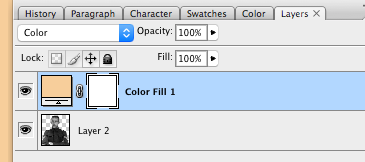 History Paragraph Character Swatches Color Layers ×
Color Opacity: 100%
Lock: Fill: 100%
Color Fill 1
Layer 2